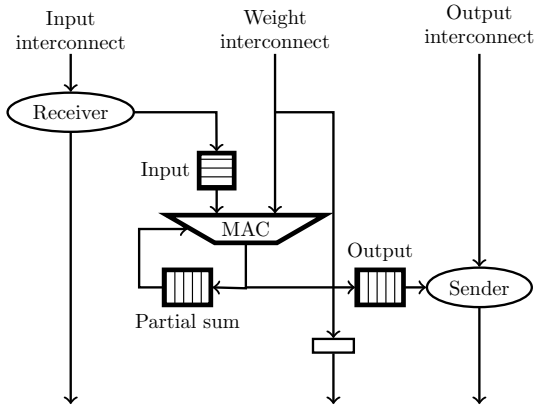 Input
interconnect
Weight
interconnect
Output
interconnect
Receiver
Input
MAC
Output
Partial sum
Sender